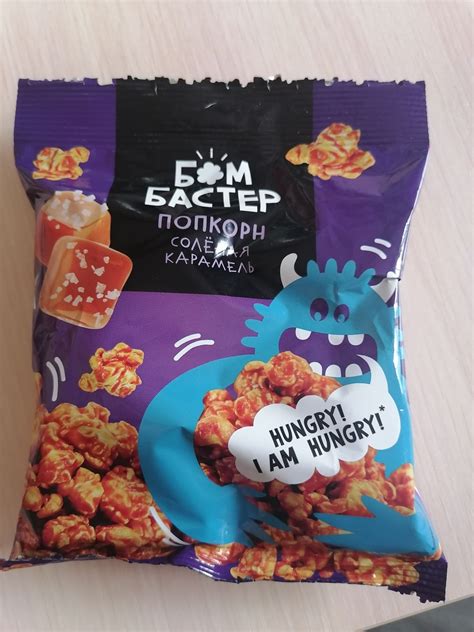 БОМ
БАСТЕР
ПОПКОРН
СОЛЁНАЯ
КАРАМЕЛЬ
HUNGRY!
I AM HUNGRY!*